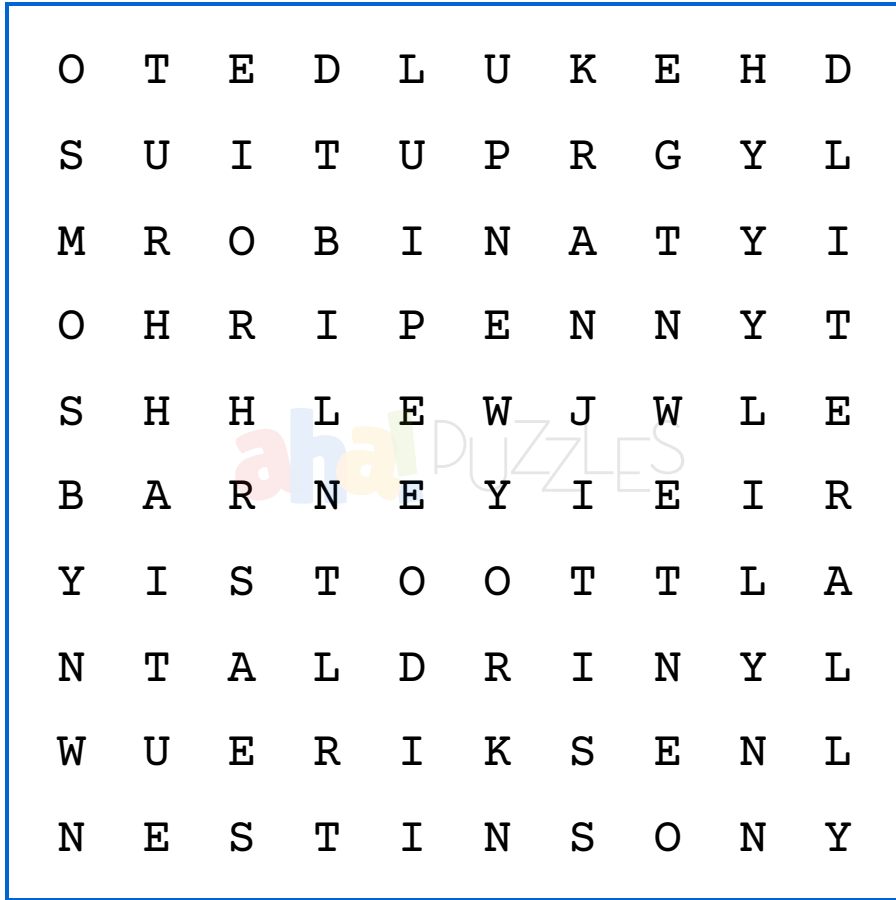 O T E D L U K E H D
S U I T U P R G Y L
M R O B I N A T Y I
O H R I P E N N Y T
S H H L E W J W L E
aha! PUZZLES
B A R N E Y I E I R
Y I S T O O T T L A
N T A L D R I N Y L
W U E R I K S E N L
N E S T I N S O N Y